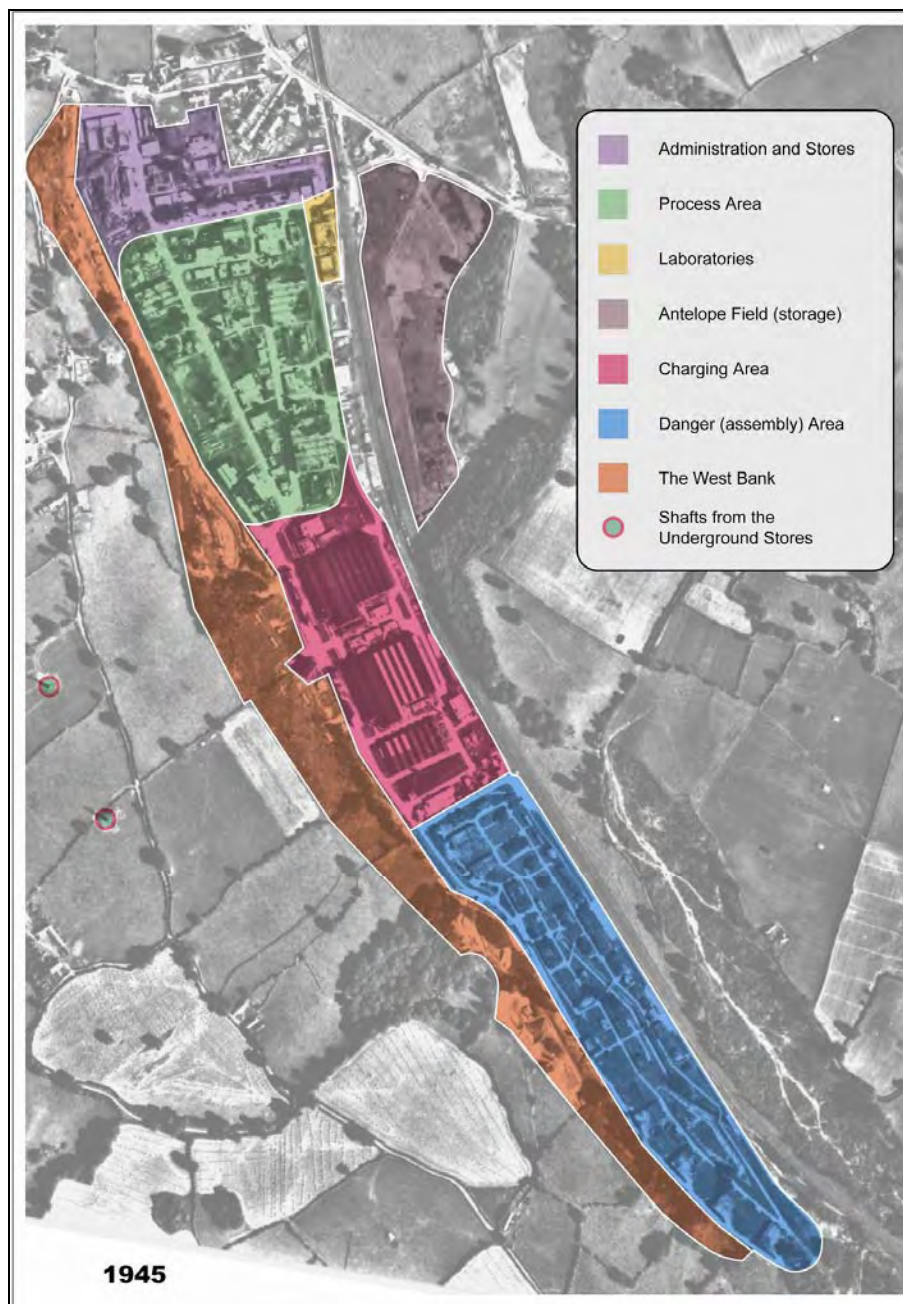 Administration and Stores
Process Area
Laboratories
Antelope Field (storage)
Charging Area
Danger (assembly) Area
The West Bank
Shafts from the
Underground Stores
1945